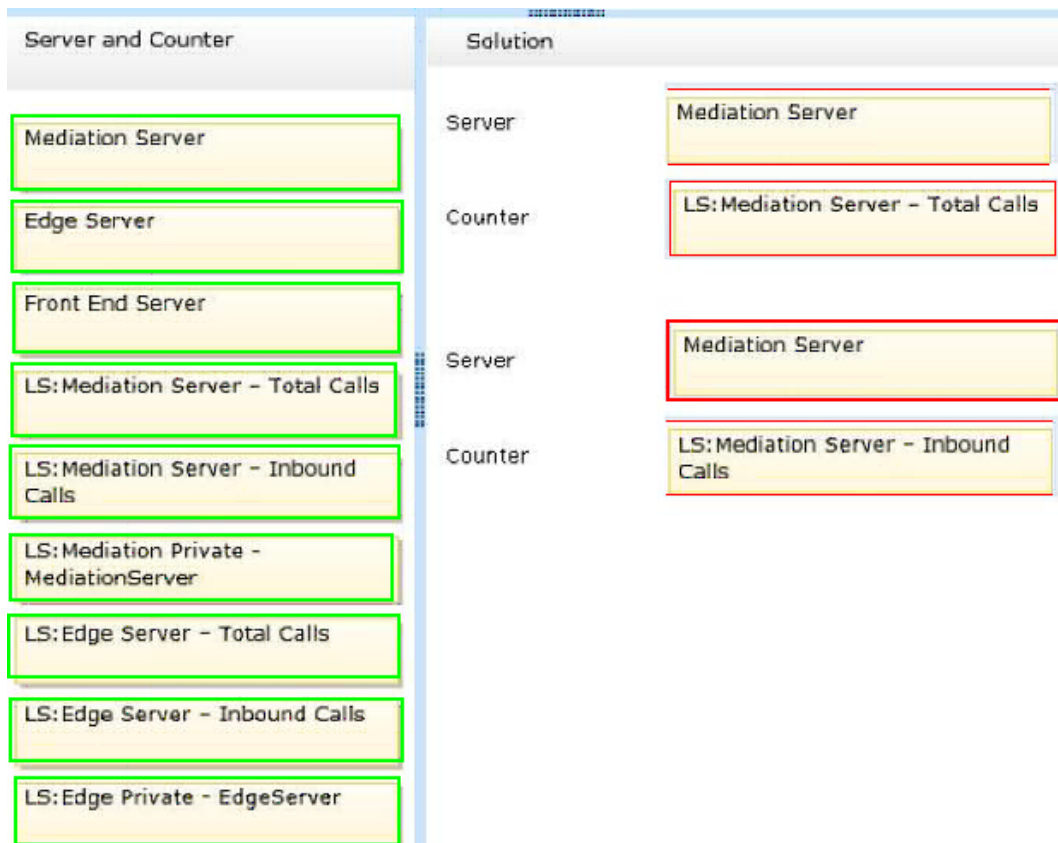 Server and Counter
Mediation Server
Edge Server
Front End Server
LS:Mediation Server – Total Calls
LS:Mediation Server – Inbound
Calls
LS:Mediation Private -
MediationServer
LS:Edge Server – Total Calls
LS:Edge Server – Inbound Calls
LS:Edge Private - EdgeServer
Solution
Server
Mediation Server
Counter
LS:Mediation Server – Total Calls
Server
Mediation Server
Counter
LS:Mediation Server – Inbound
Calls